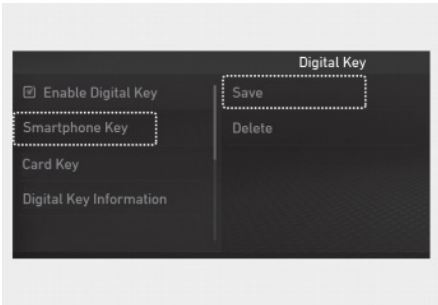 Digital Key
Enable Digital Key
Smartphone Key
Card Key
Digital Key Information
Save
Delete